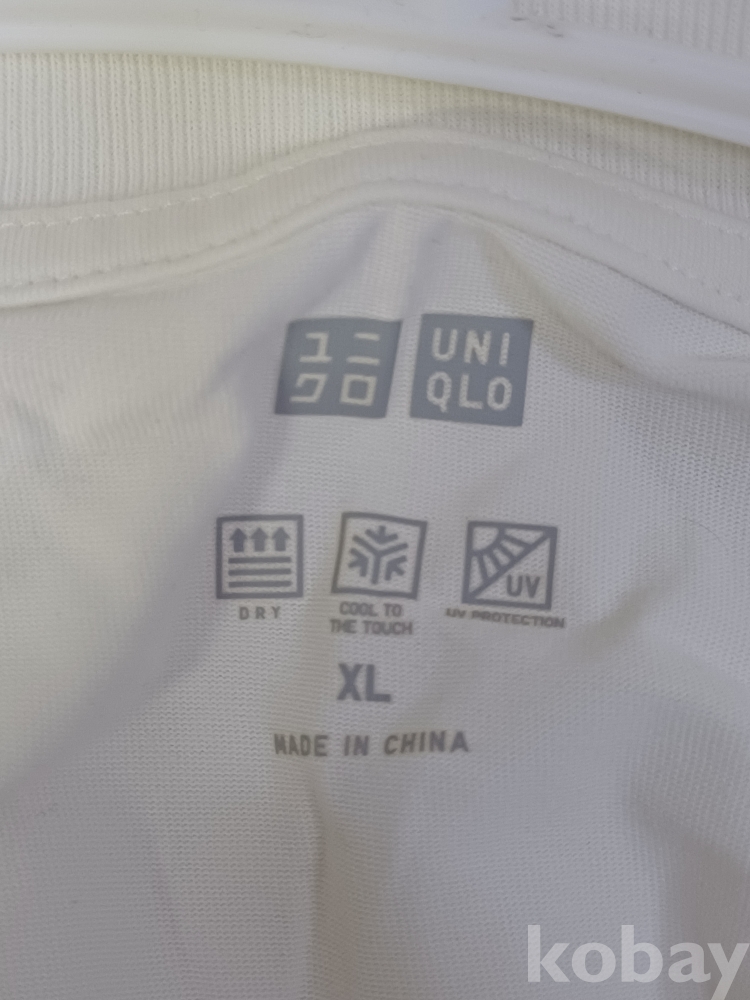 ユニ
クロ
UNI
QLO
UV
DRY
COOL TO
THE TOUCH
UV PROTECTION
XL
MADE IN CHINA
kobay